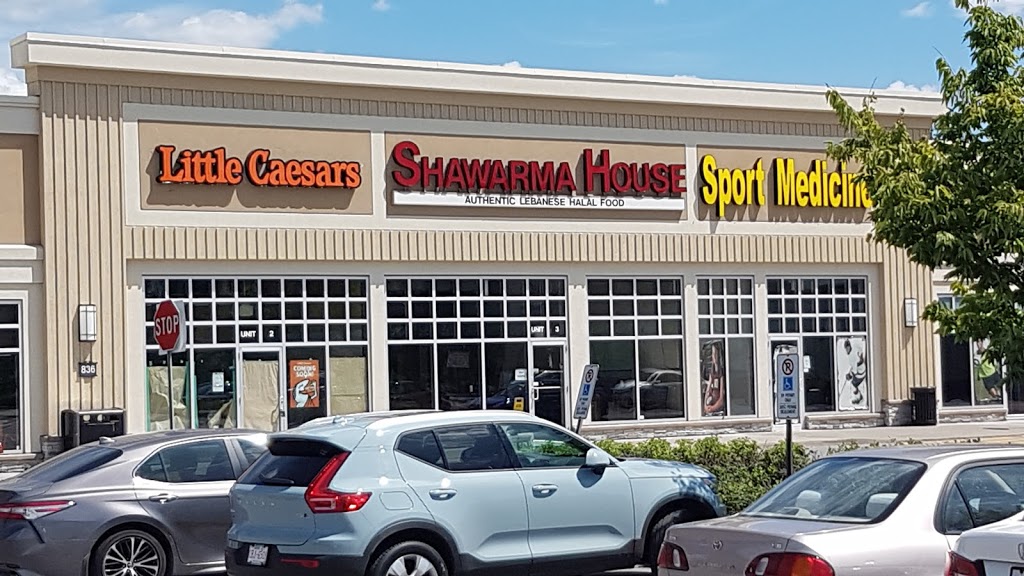 Little Caesars
SHAWARMA HOUSE
AUTHENTIC LEBANESE HALAL FOOD
Sport Medicine
STOP
UNIT 2
UNIT 3
836
COMING SOON!